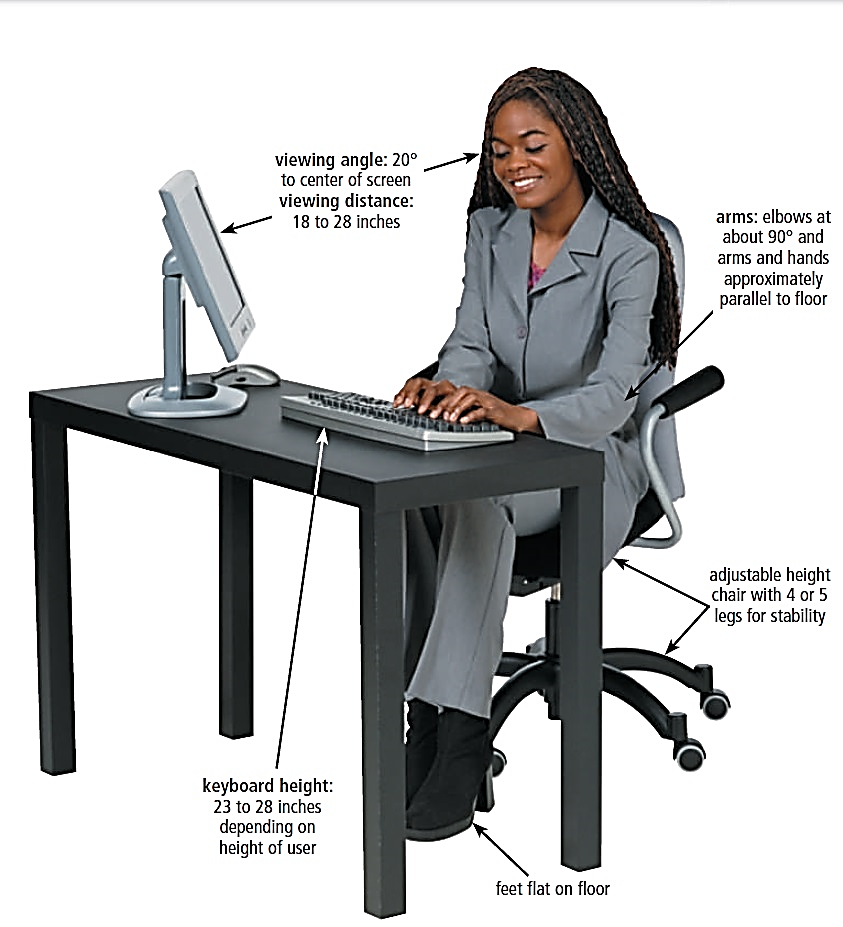 viewing angle: 20°
to center of screen
viewing distance:
18 to 28 inches
arms: elbows at
about 90° and
arms and hands
approximately
parallel to floor
adjustable height
chair with 4 or 5
legs for stability
keyboard height:
23 to 28 inches
depending on
height of user
feet flat on floor